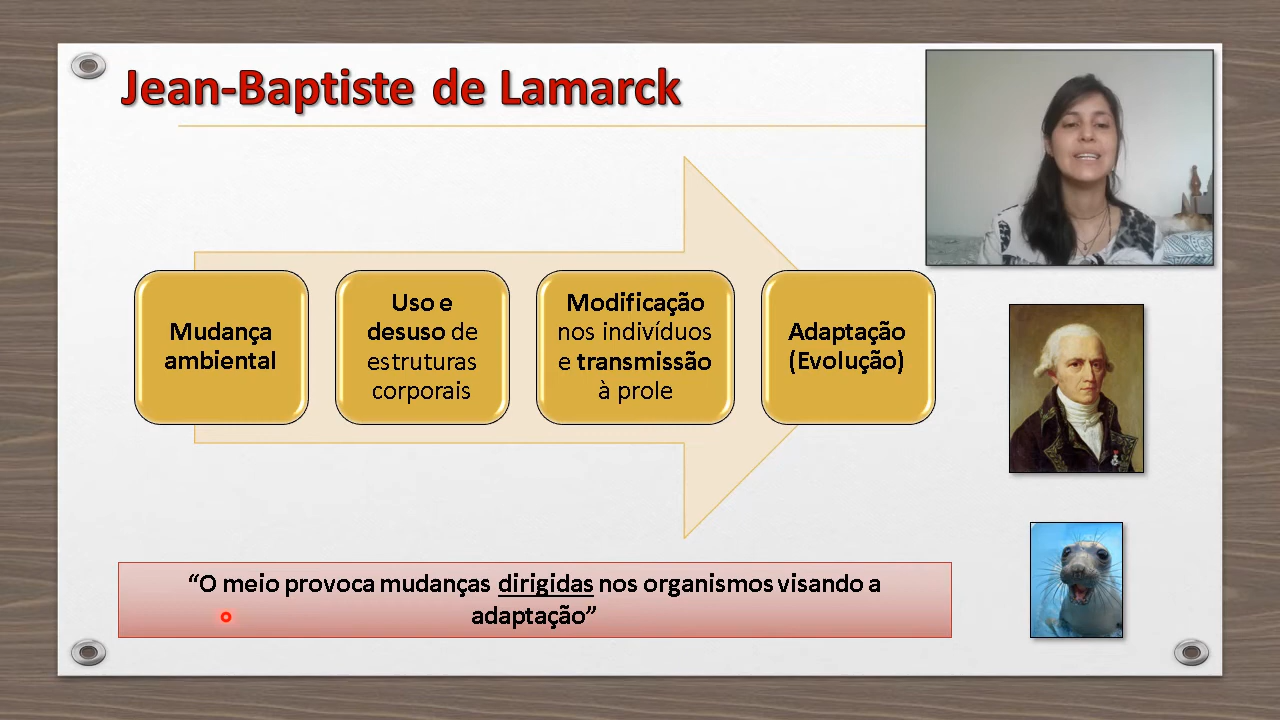 Jean-Baptiste de Lamarck
Mudança
ambiental
Uso e
desuso de
estruturas
corporais
Modificação
nos indivíduos
e transmissão
à prole
Adaptação
(Evolução)
“O meio provoca mudanças dirigidas nos organismos visando a
adaptação”